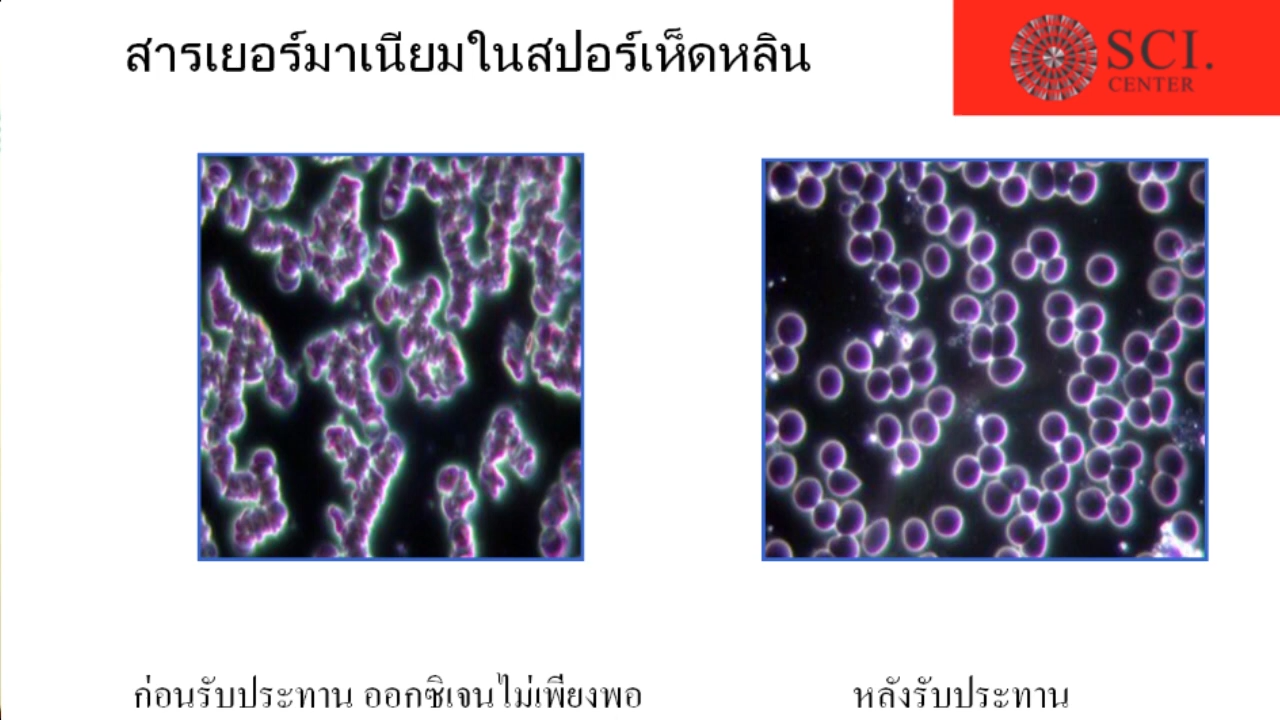 สารเยอร์มาเนียมในสปอร์เห็ดหลิน
SCI.
CENTER
ก่อนรับประทาน ออกซิเจนไม่เพียงพอ
หลังรับประทาน